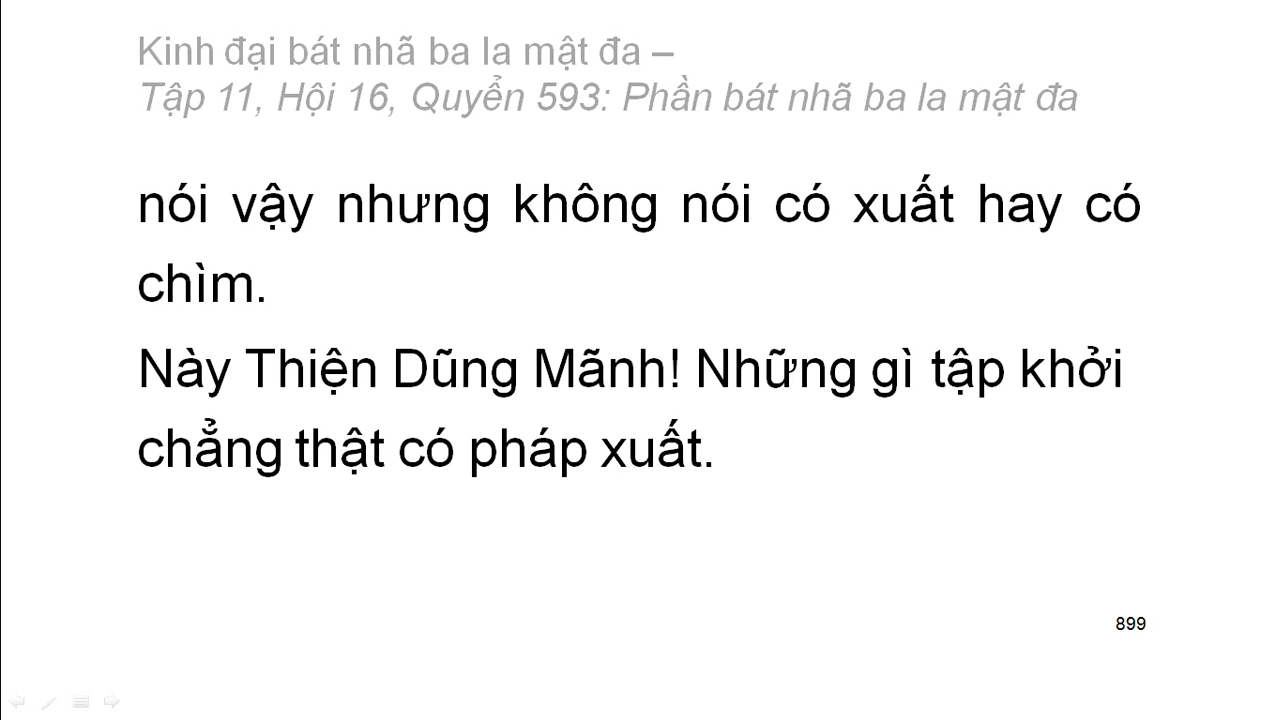 Kinh đại bát nhã ba la mật đa –
Tập 11, Hội 16, Quyển 593: Phần bát nhã ba la mật đa
nói vậy nhưng không nói có xuất hay có
chìm.
Này Thiện Dũng Mãnh! Những gì tập khởi
chẳng thật có pháp xuất.
899